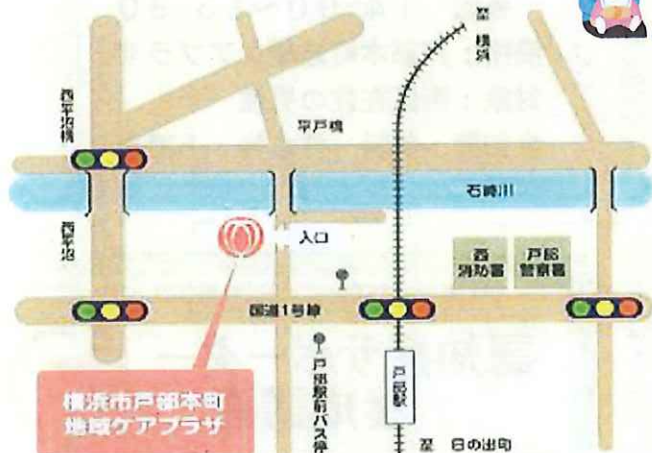 至 横浜
西平沼橋
平戸橋
石崎川
西平沼
入口
西
消防署
戸部
警察署
国道1号線
横浜市戸部本町
地域ケアプラザ
戸部駅前バス停
戸部駅
至 日の出町